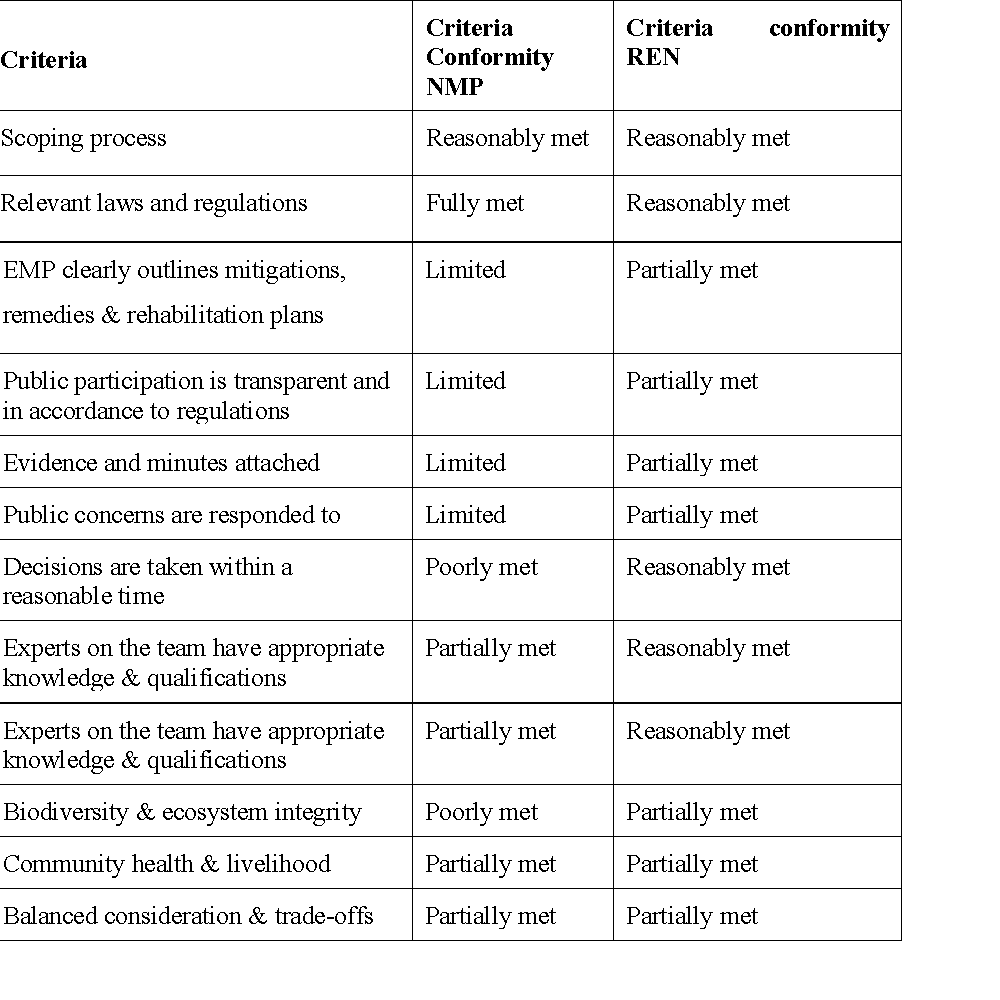 Criteria
Criteria
Conformity
NMP
Criteria conformity
REN
Scoping process
Reasonably met
Reasonably met
Relevant laws and regulations
Fully met
Reasonably met
EMP clearly outlines mitigations,
remedies & rehabilitation plans
Limited
Partially met
Public participation is transparent and
in accordance to regulations
Limited
Partially met
Evidence and minutes attached
Limited
Partially met
Public concerns are responded to
Limited
Partially met
Decisions are taken within a
reasonable time
Poorly met
Reasonably met
Experts on the team have appropriate
knowledge & qualifications
Partially met
Reasonably met
Experts on the team have appropriate
knowledge & qualifications
Partially met
Reasonably met
Biodiversity & ecosystem integrity
Poorly met
Partially met
Community health & livelihood
Partially met
Partially met
Balanced consideration & trade-offs
Partially met
Partially met